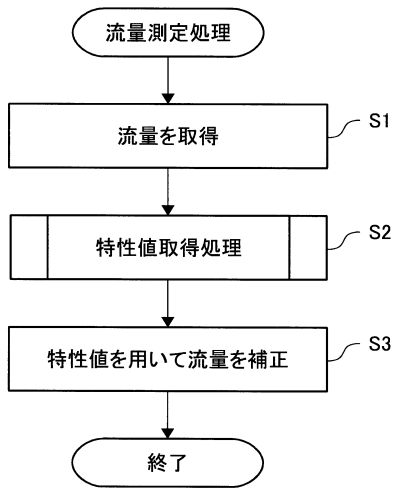 流量測定処理
流量を取得
S1
特性値取得処理
S2
特性値を用いて流量を補正
S3
終了